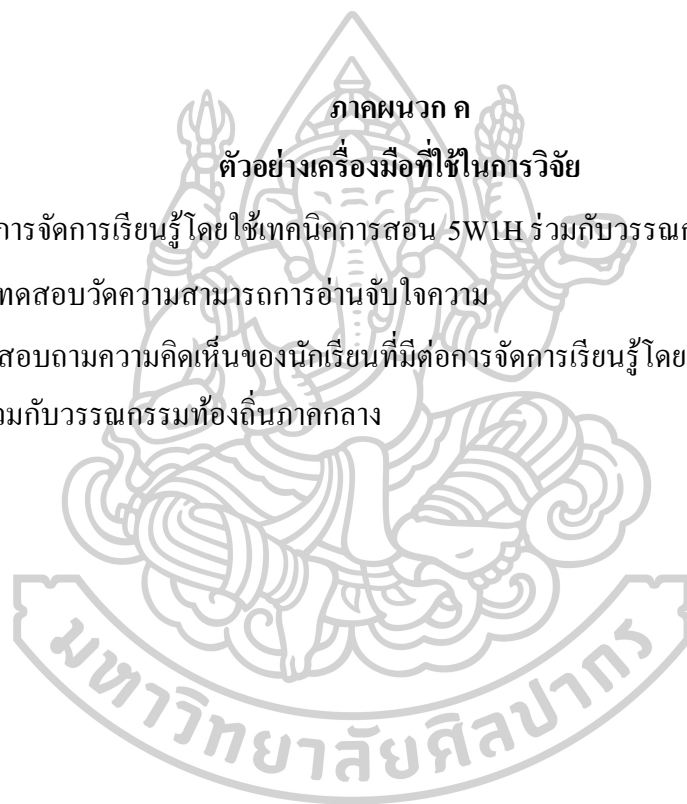 ภาคผนวก ค
ตัวอย่างเครื่องมือที่ใช้ในการวิจัย
การจัดการเรียนรู้โดยใช้เทคนิคการสอน 5W1H ร่วมกับวรรณก
ทดสอบวัดความสามารถการอ่านจับใจความ
สอบถามความคิดเห็นของนักเรียนที่มีต่อการจัดการเรียนรู้โดย
วมกับวรรณกรรมท้องถิ่นภาคกลาง
มหาวิทยาลัยศิลปากร